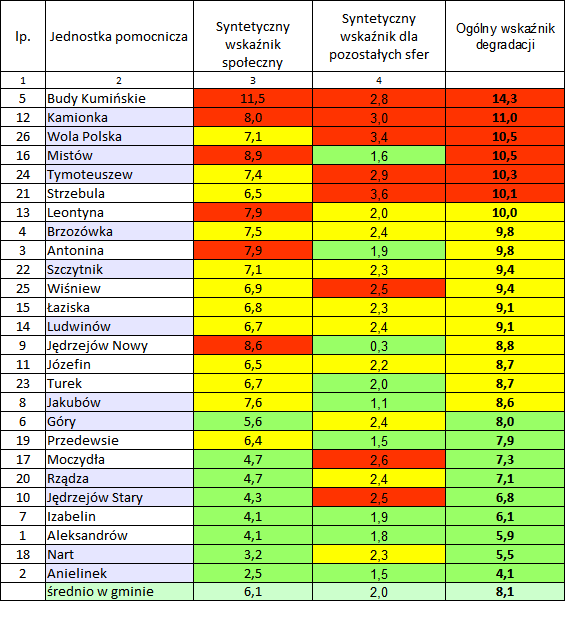 lp. Jednostka pomocnicza Syntetyczny wskaźnik społeczny Syntetyczny wskaźnik dla pozostałych sfer Ogólny wskaźnik degradacji
1 2 3 4
5 Budy Kumińskie 11,5 2,8 14,3
12 Kamionka 8,0 3,0 11,0
26 Wola Polska 7,1 3,4 10,5
16 Mistów 8,9 1,6 10,5
24 Tymoteuszew 7,4 2,9 10,3
21 Strzebula 6,5 3,6 10,1
13 Leontyna 7,9 2,0 10,0
4 Brzozówka 7,5 2,4 9,8
3 Antonina 7,9 1,9 9,8
22 Szczytnik 7,1 2,3 9,4
25 Wiśniew 6,9 2,5 9,4
15 Łaziska 6,8 2,3 9,1
14 Ludwinów 6,7 2,4 9,1
9 Jędrzejów Nowy 8,6 0,3 8,8
11 Józefin 6,5 2,2 8,7
23 Turek 6,7 2,0 8,7
8 Jakubów 7,6 1,1 8,6
6 Góry 5,6 2,4 8,0
19 Przedewsie 6,4 1,5 7,9
17 Moczydła 4,7 2,6 7,3
20 Rządza 4,7 2,4 7,1
10 Jędrzejów Stary 4,3 2,5 6,8
7 Izabelin 4,1 1,9 6,1
1 Aleksandrów 4,1 1,8 5,9
18 Nart 3,2 2,3 5,5
2 Anielinek 2,5 1,5 4,1
średnio w gminie 6,1 2,0 8,1